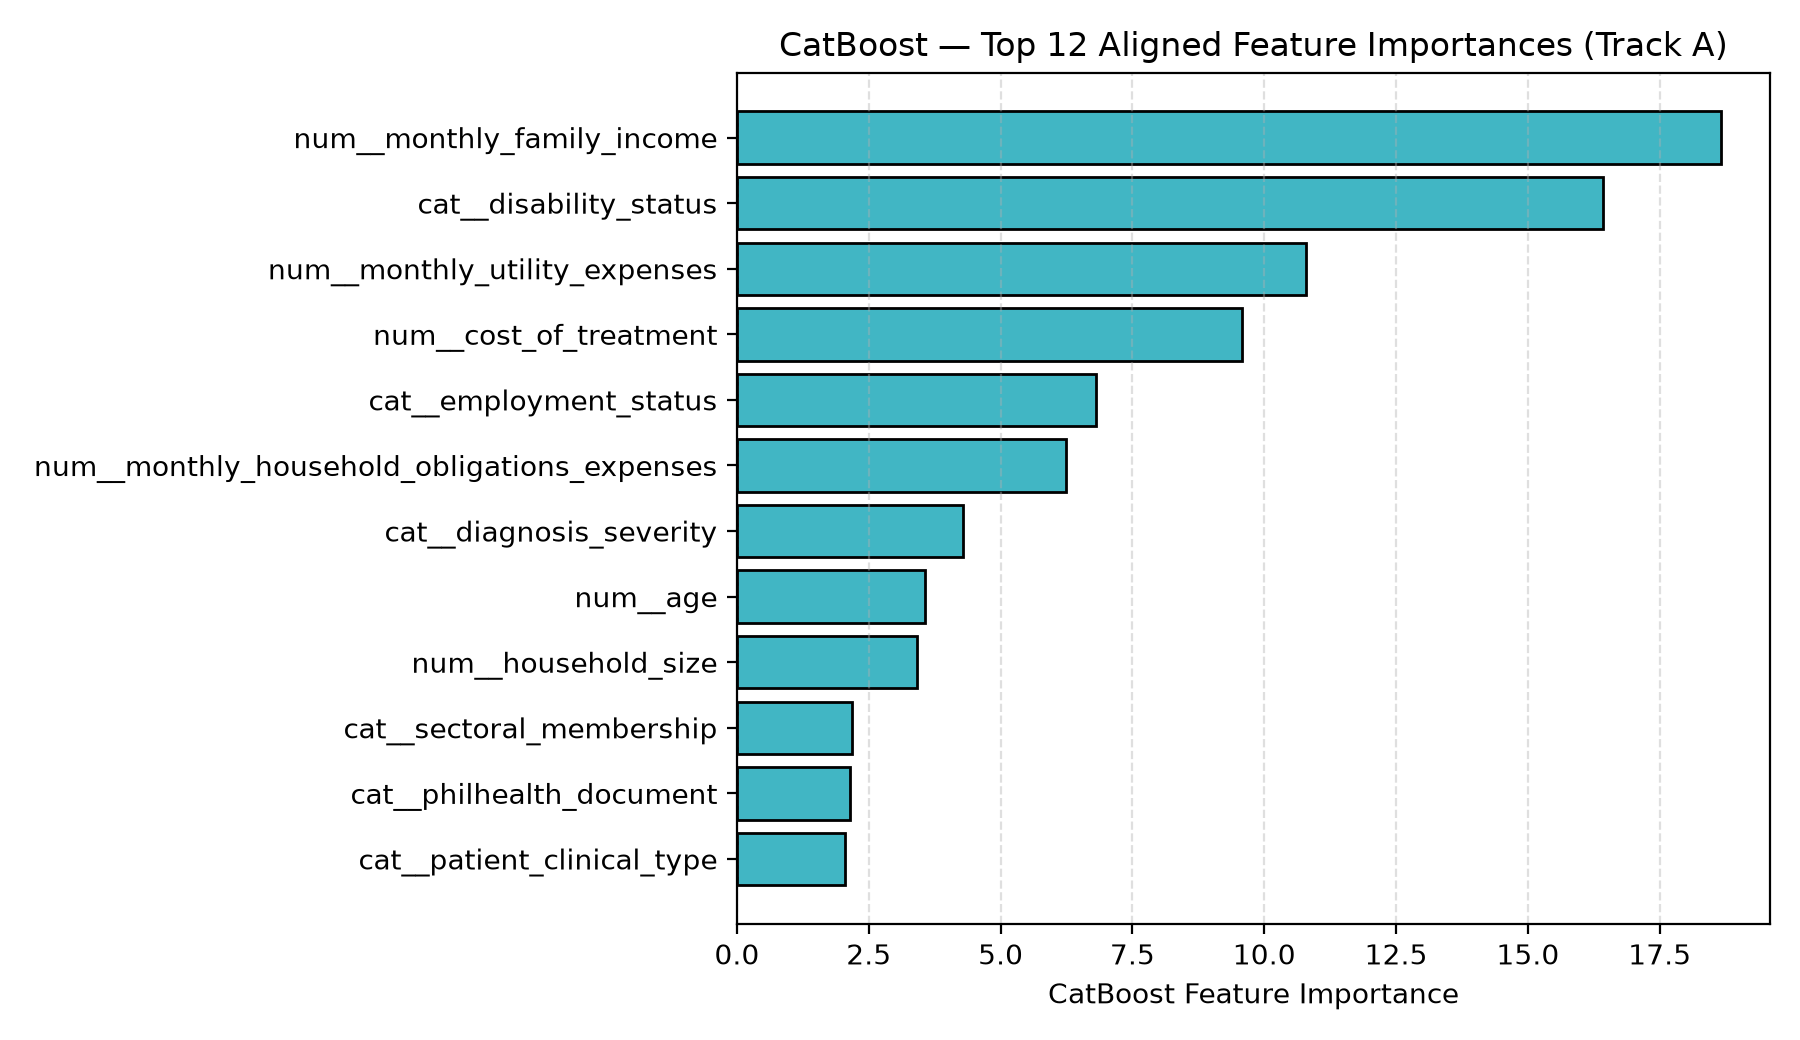 CatBoost — Top 12 Aligned Feature Importances (Track A)
num__monthly_family_income
cat__disability_status
num__monthly_utility_expenses
num__cost_of_treatment
cat__employment_status
num__monthly_household_obligations_expenses
cat__diagnosis_severity
num__age
num__household_size
cat__sectoral_membership
cat__philhealth_document
cat__patient_clinical_type
0.0 2.5 5.0 7.5 10.0 12.5 15.0 17.5
CatBoost Feature Importance